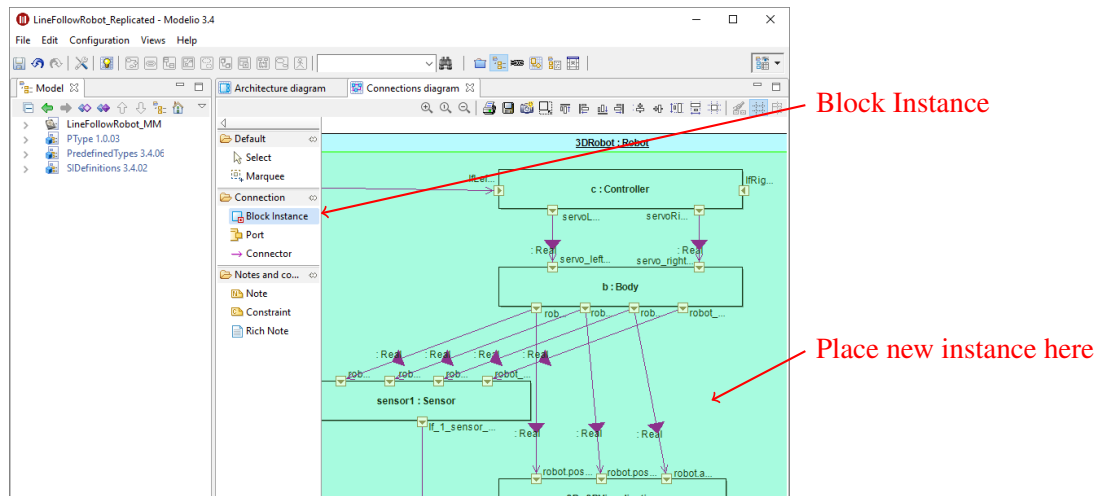 LineFollowRobot_Replicated - Modelio 3.4
File Edit Configuration Views Help
Model
LineFollowRobot_MM
PType 1.0.03
PredefinedTypes 3.4.06
SIDefinitions 3.4.02
Architecture diagram
Connections diagram
Default
Select
Marquee
Connection
Block Instance
Port
Connector
Notes and co...
Note
Constraint
Rich Note
3DRobot : Robot
lfRig...
c : Controller
servoL...
servoRi...
: Real
: Real
servo_left...
servo_right...
b : Body
rob...
rob...
rob...
robot_...
: Real
: Real
: Real
: Real
rob...
rob...
rob...
robot_...
sensor1 : Sensor
lf_1_sensor_...
: Real
: Real
: Real
robot.pos...
robot.pos...
robot.a...
Block Instance
Place new instance here